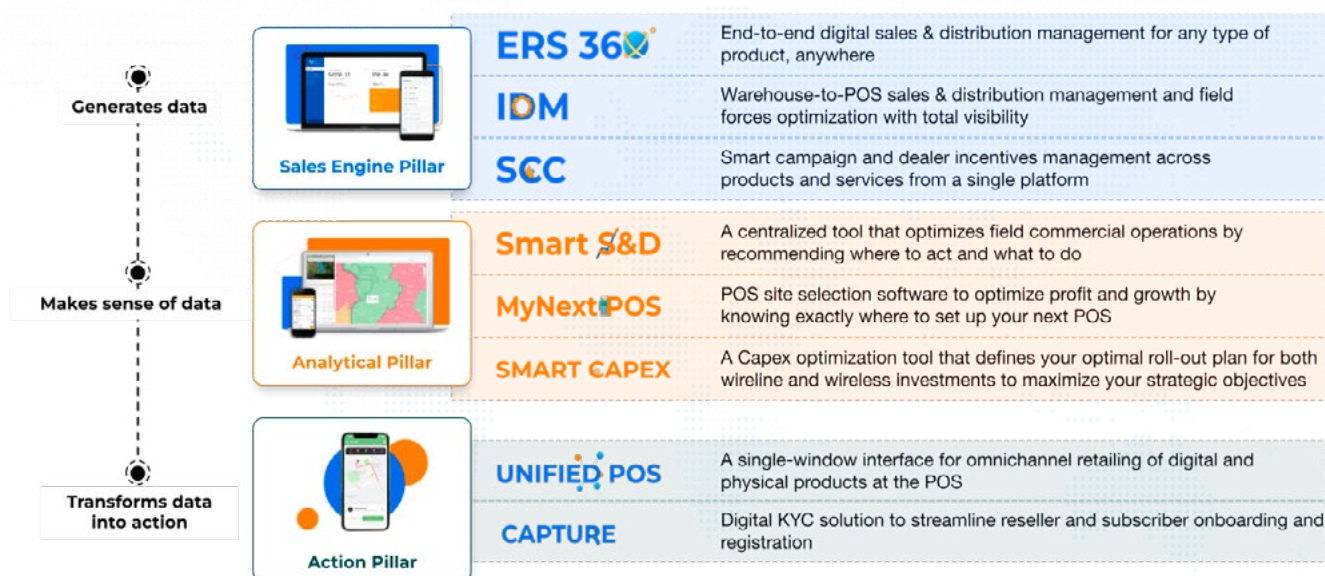 Generates data
Sales Engine Pillar
ERS 360
End-to-end digital sales & distribution management for any type of
product, anywhere
IDM
Warehouse-to-POS sales & distribution management and field
forces optimization with total visibility
SCC
Smart campaign and dealer incentives management across
products and services from a single platform
Makes sense of data
Analytical Pillar
Smart S&D
A centralized tool that optimizes field commercial operations by
recommending where to act and what to do
MyNext POS
POS site selection software to optimize profit and growth by
knowing exactly where to set up your next POS
SMART CAPEX
A Capex optimization tool that defines your optimal roll-out plan for both
wireline and wireless investments to maximize your strategic objectives
Transforms data
into action
Action Pillar
UNIFIED POS
A single-window interface for omnichannel retailing of digital and
physical products at the POS
CAPTURE
Digital KYC solution to streamline reseller and subscriber onboarding and
registration